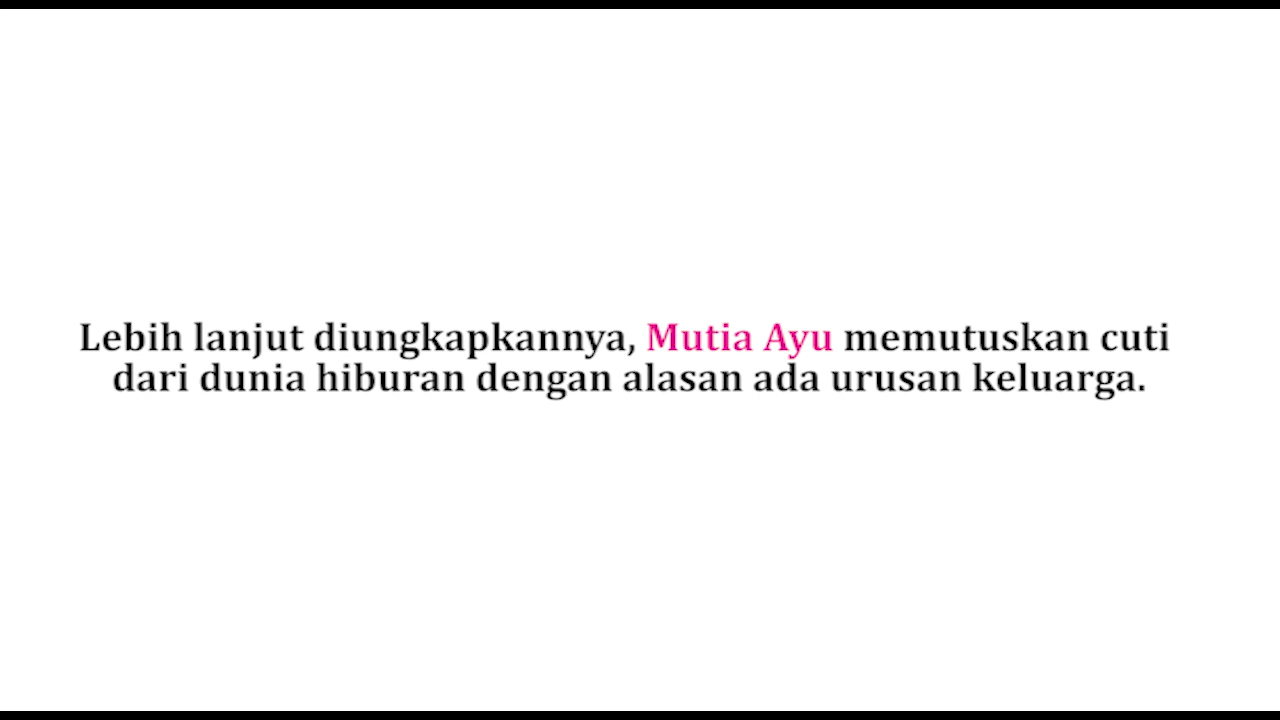 Lebih lanjut diungkapkannya, Mutia Ayu memutuskan cuti
dari dunia hiburan dengan alasan ada urusan keluarga.